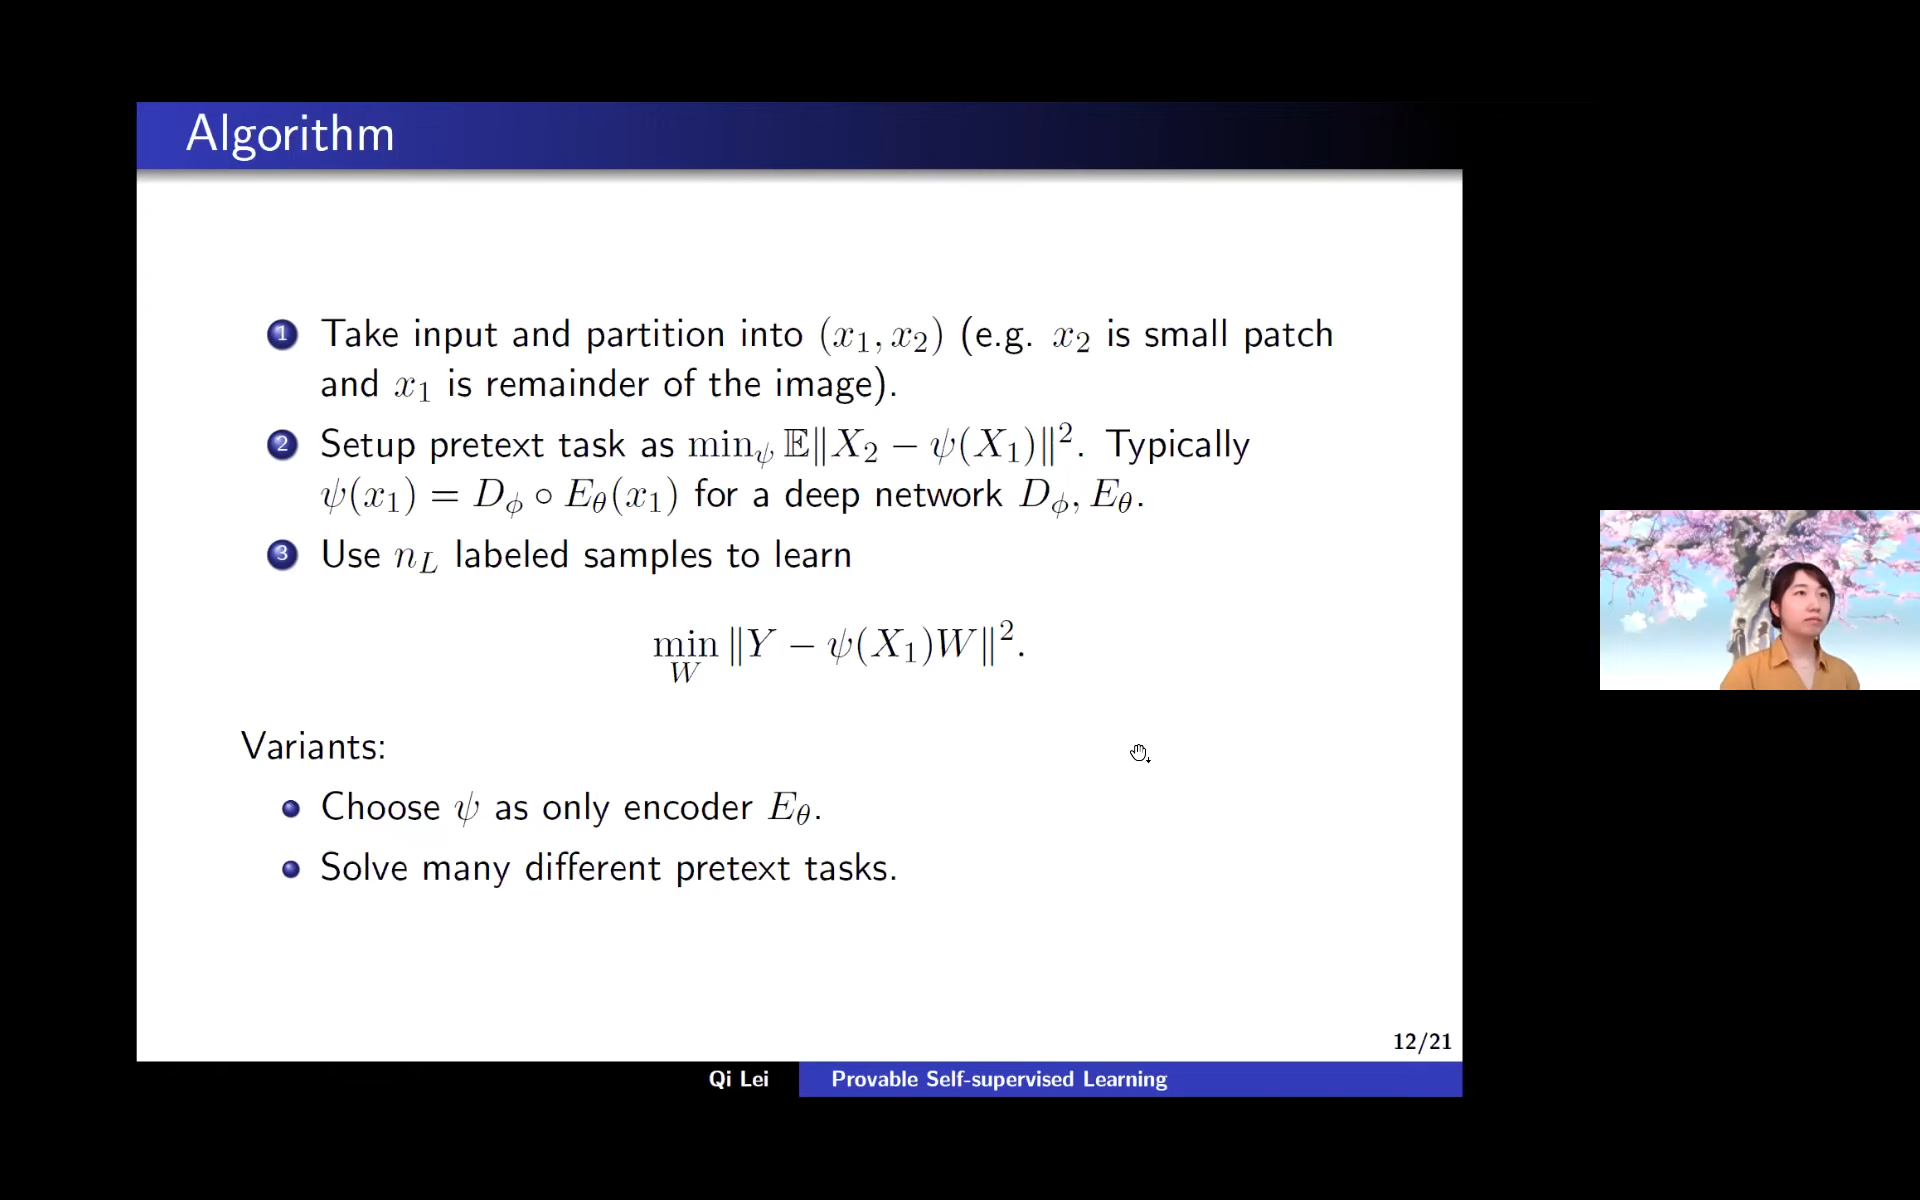 Algorithm
1 Take input and partition into (x₁, x₂) (e.g. x₂ is small patch
and x₁ is remainder of the image).
2 Setup pretext task as min_ψ 𝔼‖X₂ − ψ(X₁)‖². Typically
ψ(x₁) = D_ϕ ∘ E_θ(x₁) for a deep network D_ϕ, E_θ.
3 Use n_L labeled samples to learn
min_W ‖Y − ψ(X₁)W‖².
Variants:
Choose ψ as only encoder E_θ.
Solve many different pretext tasks.
12/21
Qi Lei Provable Self-supervised Learning